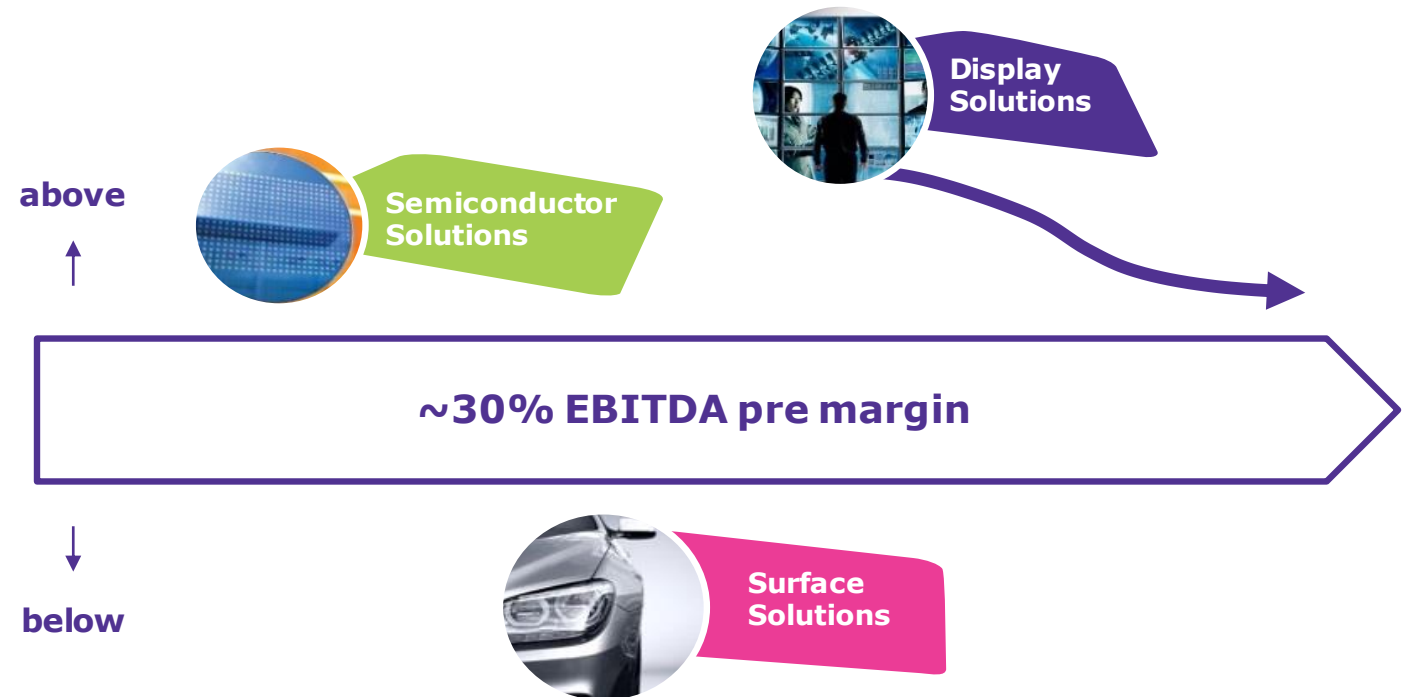 Display
Solutions
above
Semiconductor
Solutions
~30% EBITDA pre margin
below
Surface
Solutions